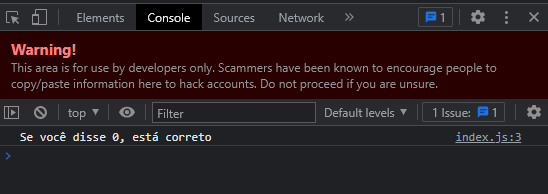 Elements Console Sources Network » 1
Warning!
This area is for use by developers only. Scammers have been known to encourage people to
copy/paste information here to hack accounts. Do not proceed if you are unsure.
top ▼ Filter Default levels ▼ 1 Issue: 1
Se você disse 0, está correto index.js:3
>